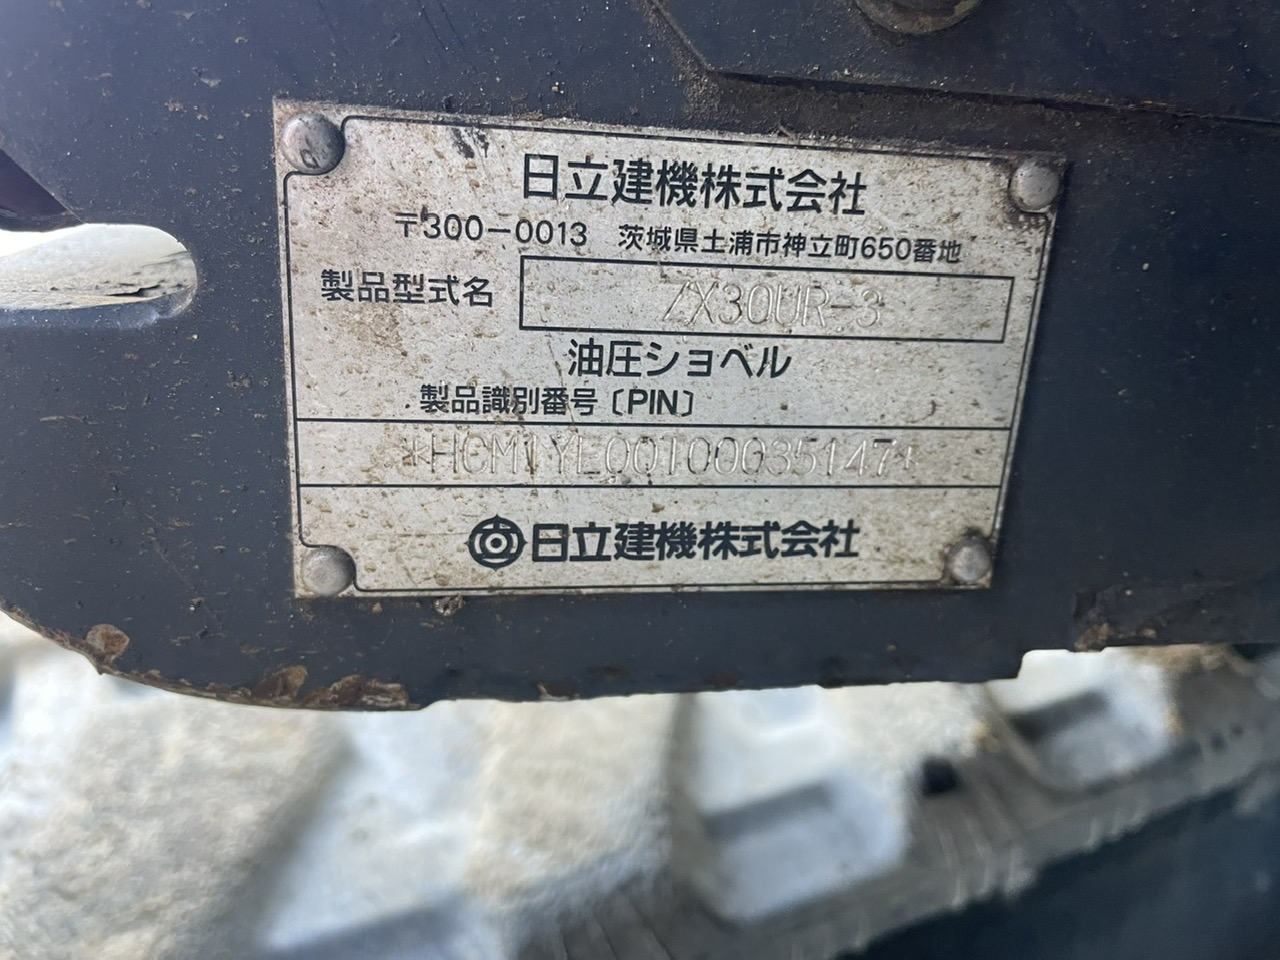 日立建機株式会社
〒300-0013 茨城県土浦市神立町650番地
製品型式名 ZX30UR-3
油圧ショベル
製品識別番号〔PIN〕
*HCM1YL00100035147*
日立建機株式会社